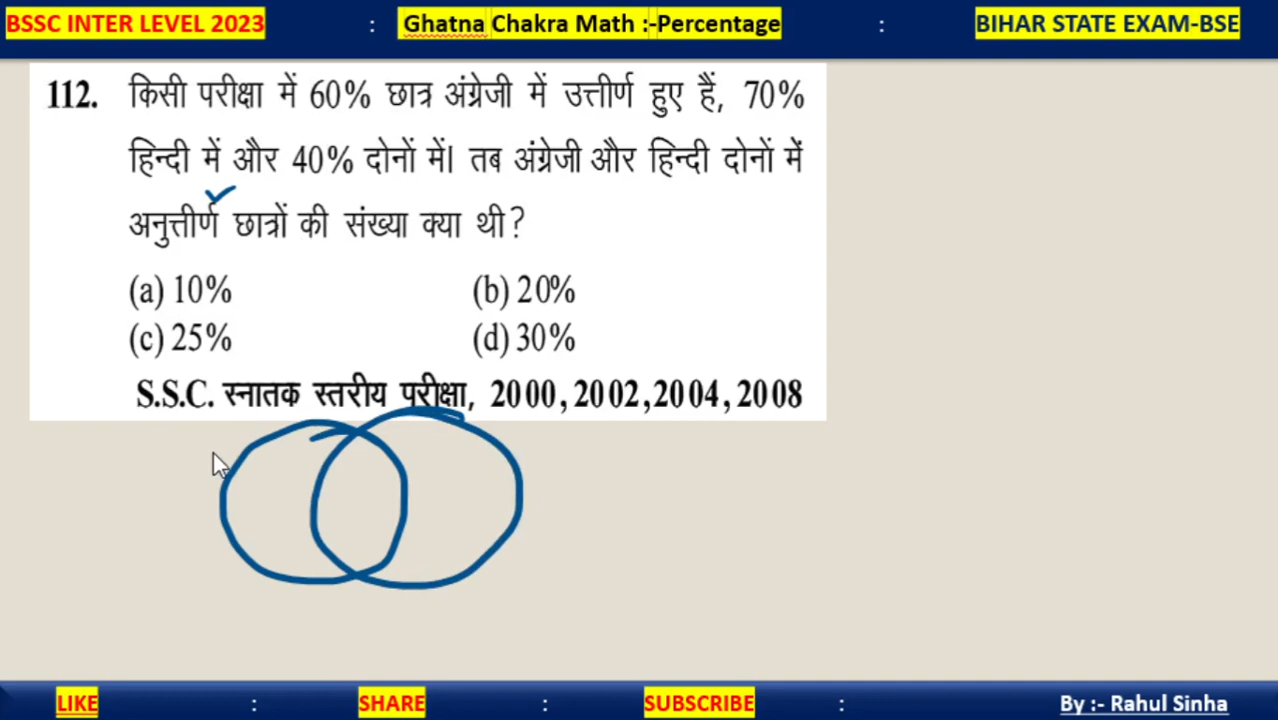 BSSC INTER LEVEL 2023 : Ghatna Chakra Math :-Percentage : BIHAR STATE EXAM-BSE
112. किसी परीक्षा में 60% छात्र अंग्रेजी में उत्तीर्ण हुए हैं, 70%
हिन्दी में और 40% दोनों में। तब अंग्रेजी और हिन्दी दोनों में
अनुत्तीर्ण छात्रों की संख्या क्या थी?
(a) 10% (b) 20%
(c) 25% (d) 30%
S.S.C. स्नातक स्तरीय परीक्षा, 2000,2002,2004,2008
LIKE : SHARE : SUBSCRIBE : By :- Rahul Sinha